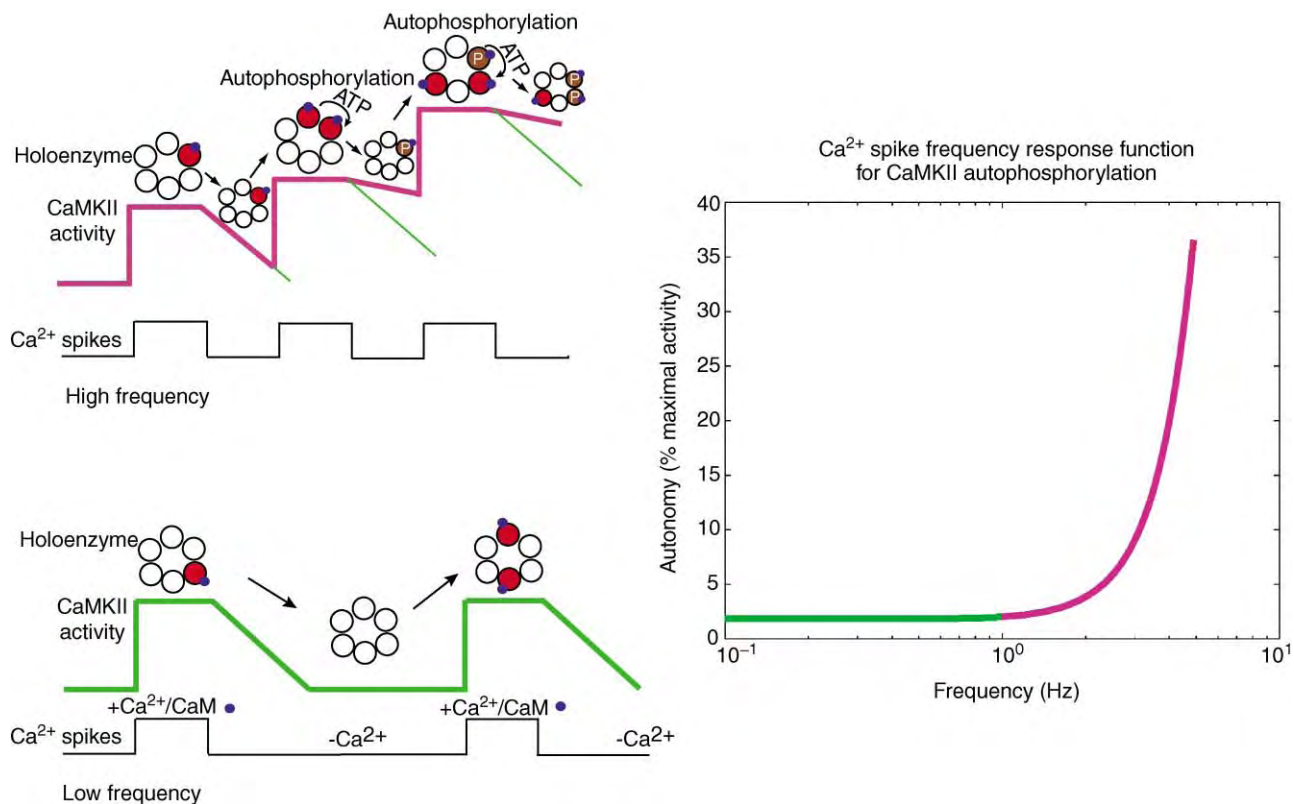 Autophosphorylation
ATP
P
P
P
Autophosphorylation
ATP
P
Holoenzyme
CaMKII
activity
Ca²⁺ spikes
High frequency
Holoenzyme
CaMKII
activity
+Ca²⁺/CaM
+Ca²⁺/CaM
Ca²⁺ spikes
-Ca²⁺
-Ca²⁺
Low frequency
Ca²⁺ spike frequency response function
for CaMKII autophosphorylation
Autonomy (% maximal activity)
40
35
30
25
20
15
10
5
0
10⁻¹
10⁰
10¹
Frequency (Hz)